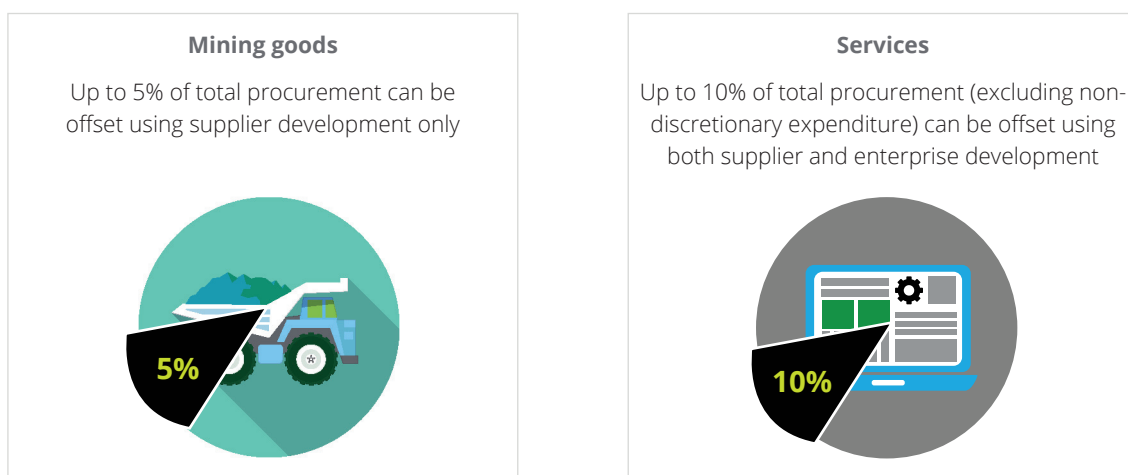 Mining goods
Up to 5% of total procurement can be
offset using supplier development only
5%
Services
Up to 10% of total procurement (excluding non-
discretionary expenditure) can be offset using
both supplier and enterprise development
10%